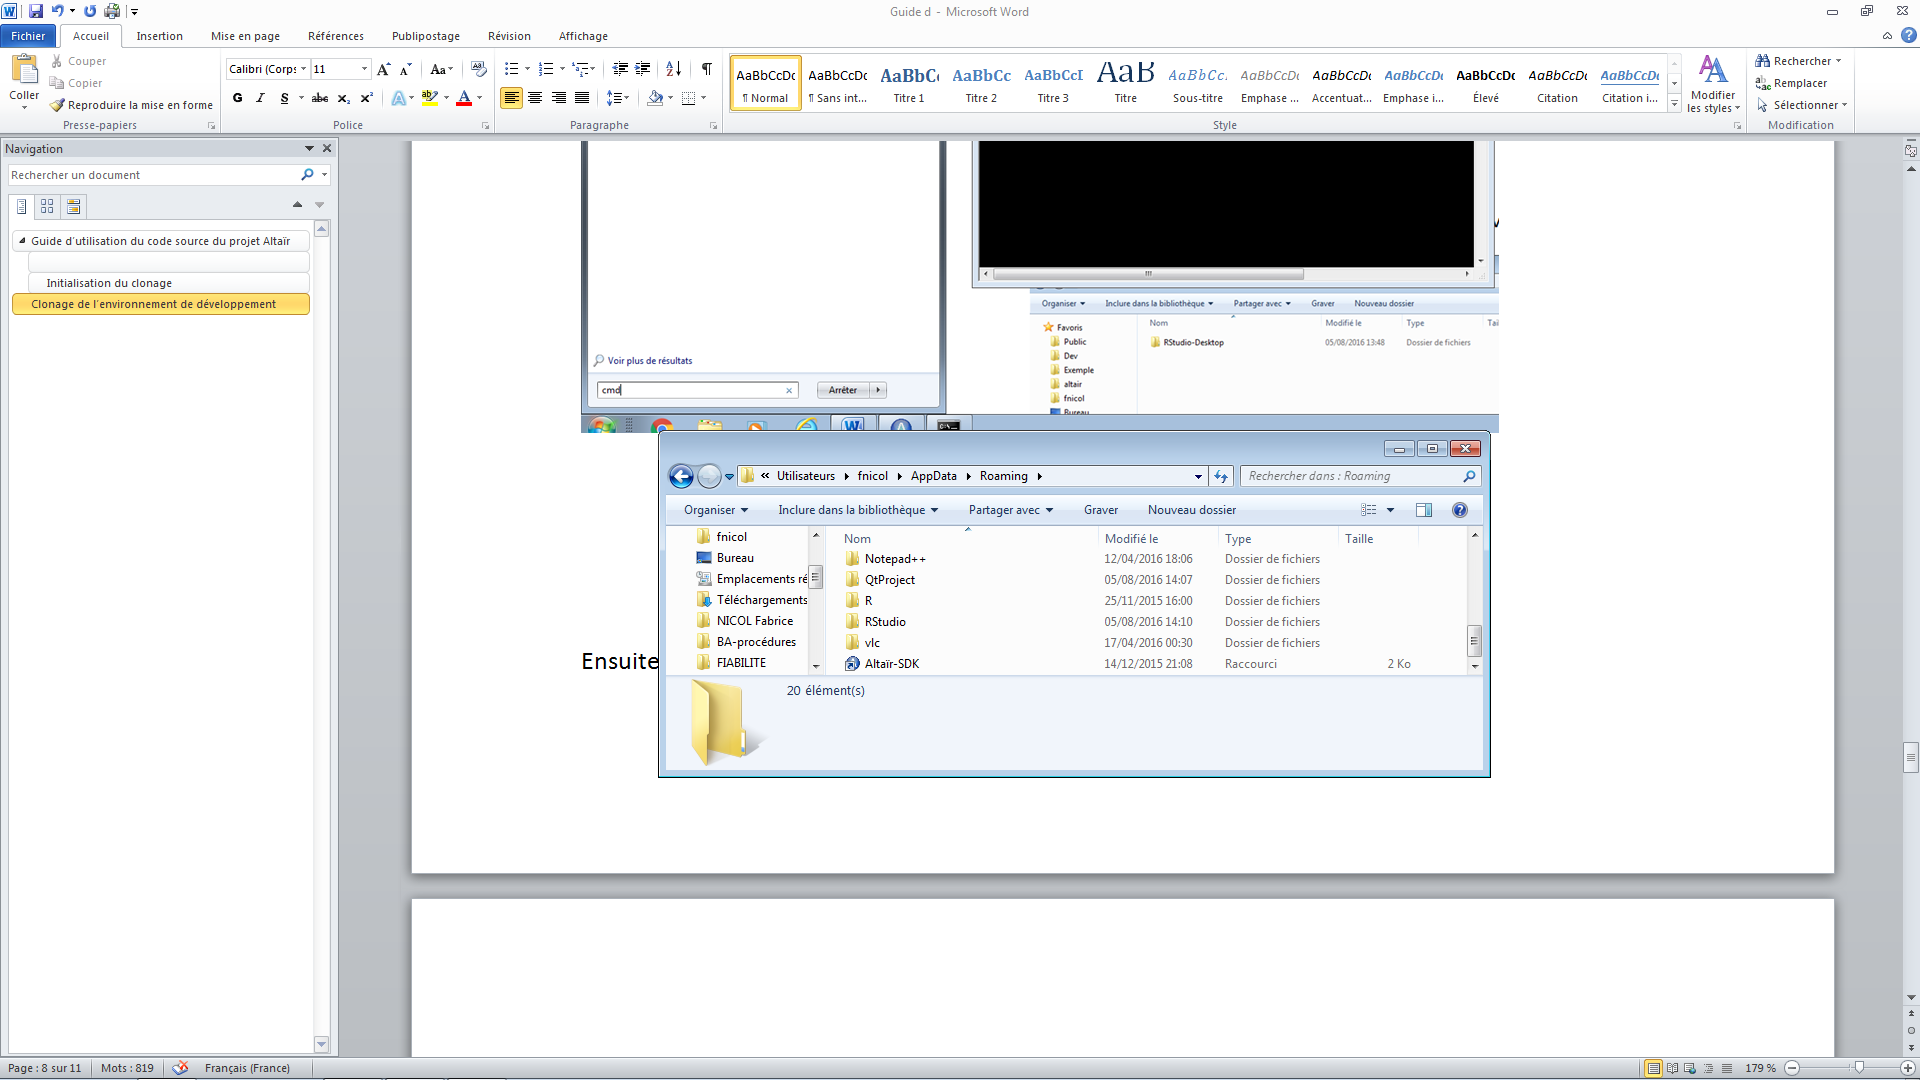 Guide d - Microsoft Word
Fichier Accueil Insertion Mise en page Références Publipostage Révision Affichage
Coller
Couper
Copier
Reproduire la mise en forme
Presse-papiers
Calibri (Corps 11
G I S abc x₂ x² A ab A
Police
Paragraphe
AaBbCcDc AaBbCcDc AaBbC AaBbCc AaBbCcI AaB AaBbCc. AaBbCcDc AaBbCcDc AaBbCcDc AaBbCcDc AaBbCcDc AaBbCcDc
¶ Normal ¶ Sans int... Titre 1 Titre 2 Titre 3 Titre Sous-titre Emphase ... Accentuat... Emphase i... Élevé Citation Citation i...
Style
Modifier les styles
Rechercher
Remplacer
Sélectionner
Modification
Navigation
Rechercher un document
Guide d'utilisation du code source du projet Altaïr
Initialisation du clonage
Clonage de l'environnement de développement
Voir plus de résultats
cmd
Arrêter
Organiser Inclure dans la bibliothèque Partager avec Graver Nouveau dossier
Nom Modifié le Type Tai
Favoris
Public
Dev
Exemple
altair
fnicol
Bureau
RStudio-Desktop 05/08/2016 13:48 Dossier de fichiers
« Utilisateurs fnicol AppData Roaming
Rechercher dans : Roaming
Organiser Inclure dans la bibliothèque Partager avec Graver Nouveau dossier
fnicol
Bureau
Emplacements ré
Téléchargements
NICOL Fabrice
BA-procédures
FIABILITE
Nom Modifié le Type Taille
Notepad++ 12/04/2016 18:06 Dossier de fichiers
QtProject 05/08/2016 14:07 Dossier de fichiers
R 25/11/2015 16:00 Dossier de fichiers
RStudio 05/08/2016 14:10 Dossier de fichiers
vlc 17/04/2016 00:30 Dossier de fichiers
Altaïr-SDK 14/12/2015 21:08 Raccourci 2 Ko
20 élément(s)
Ensuite
Page : 8 sur 11 Mots : 819 Français (France)
179 %